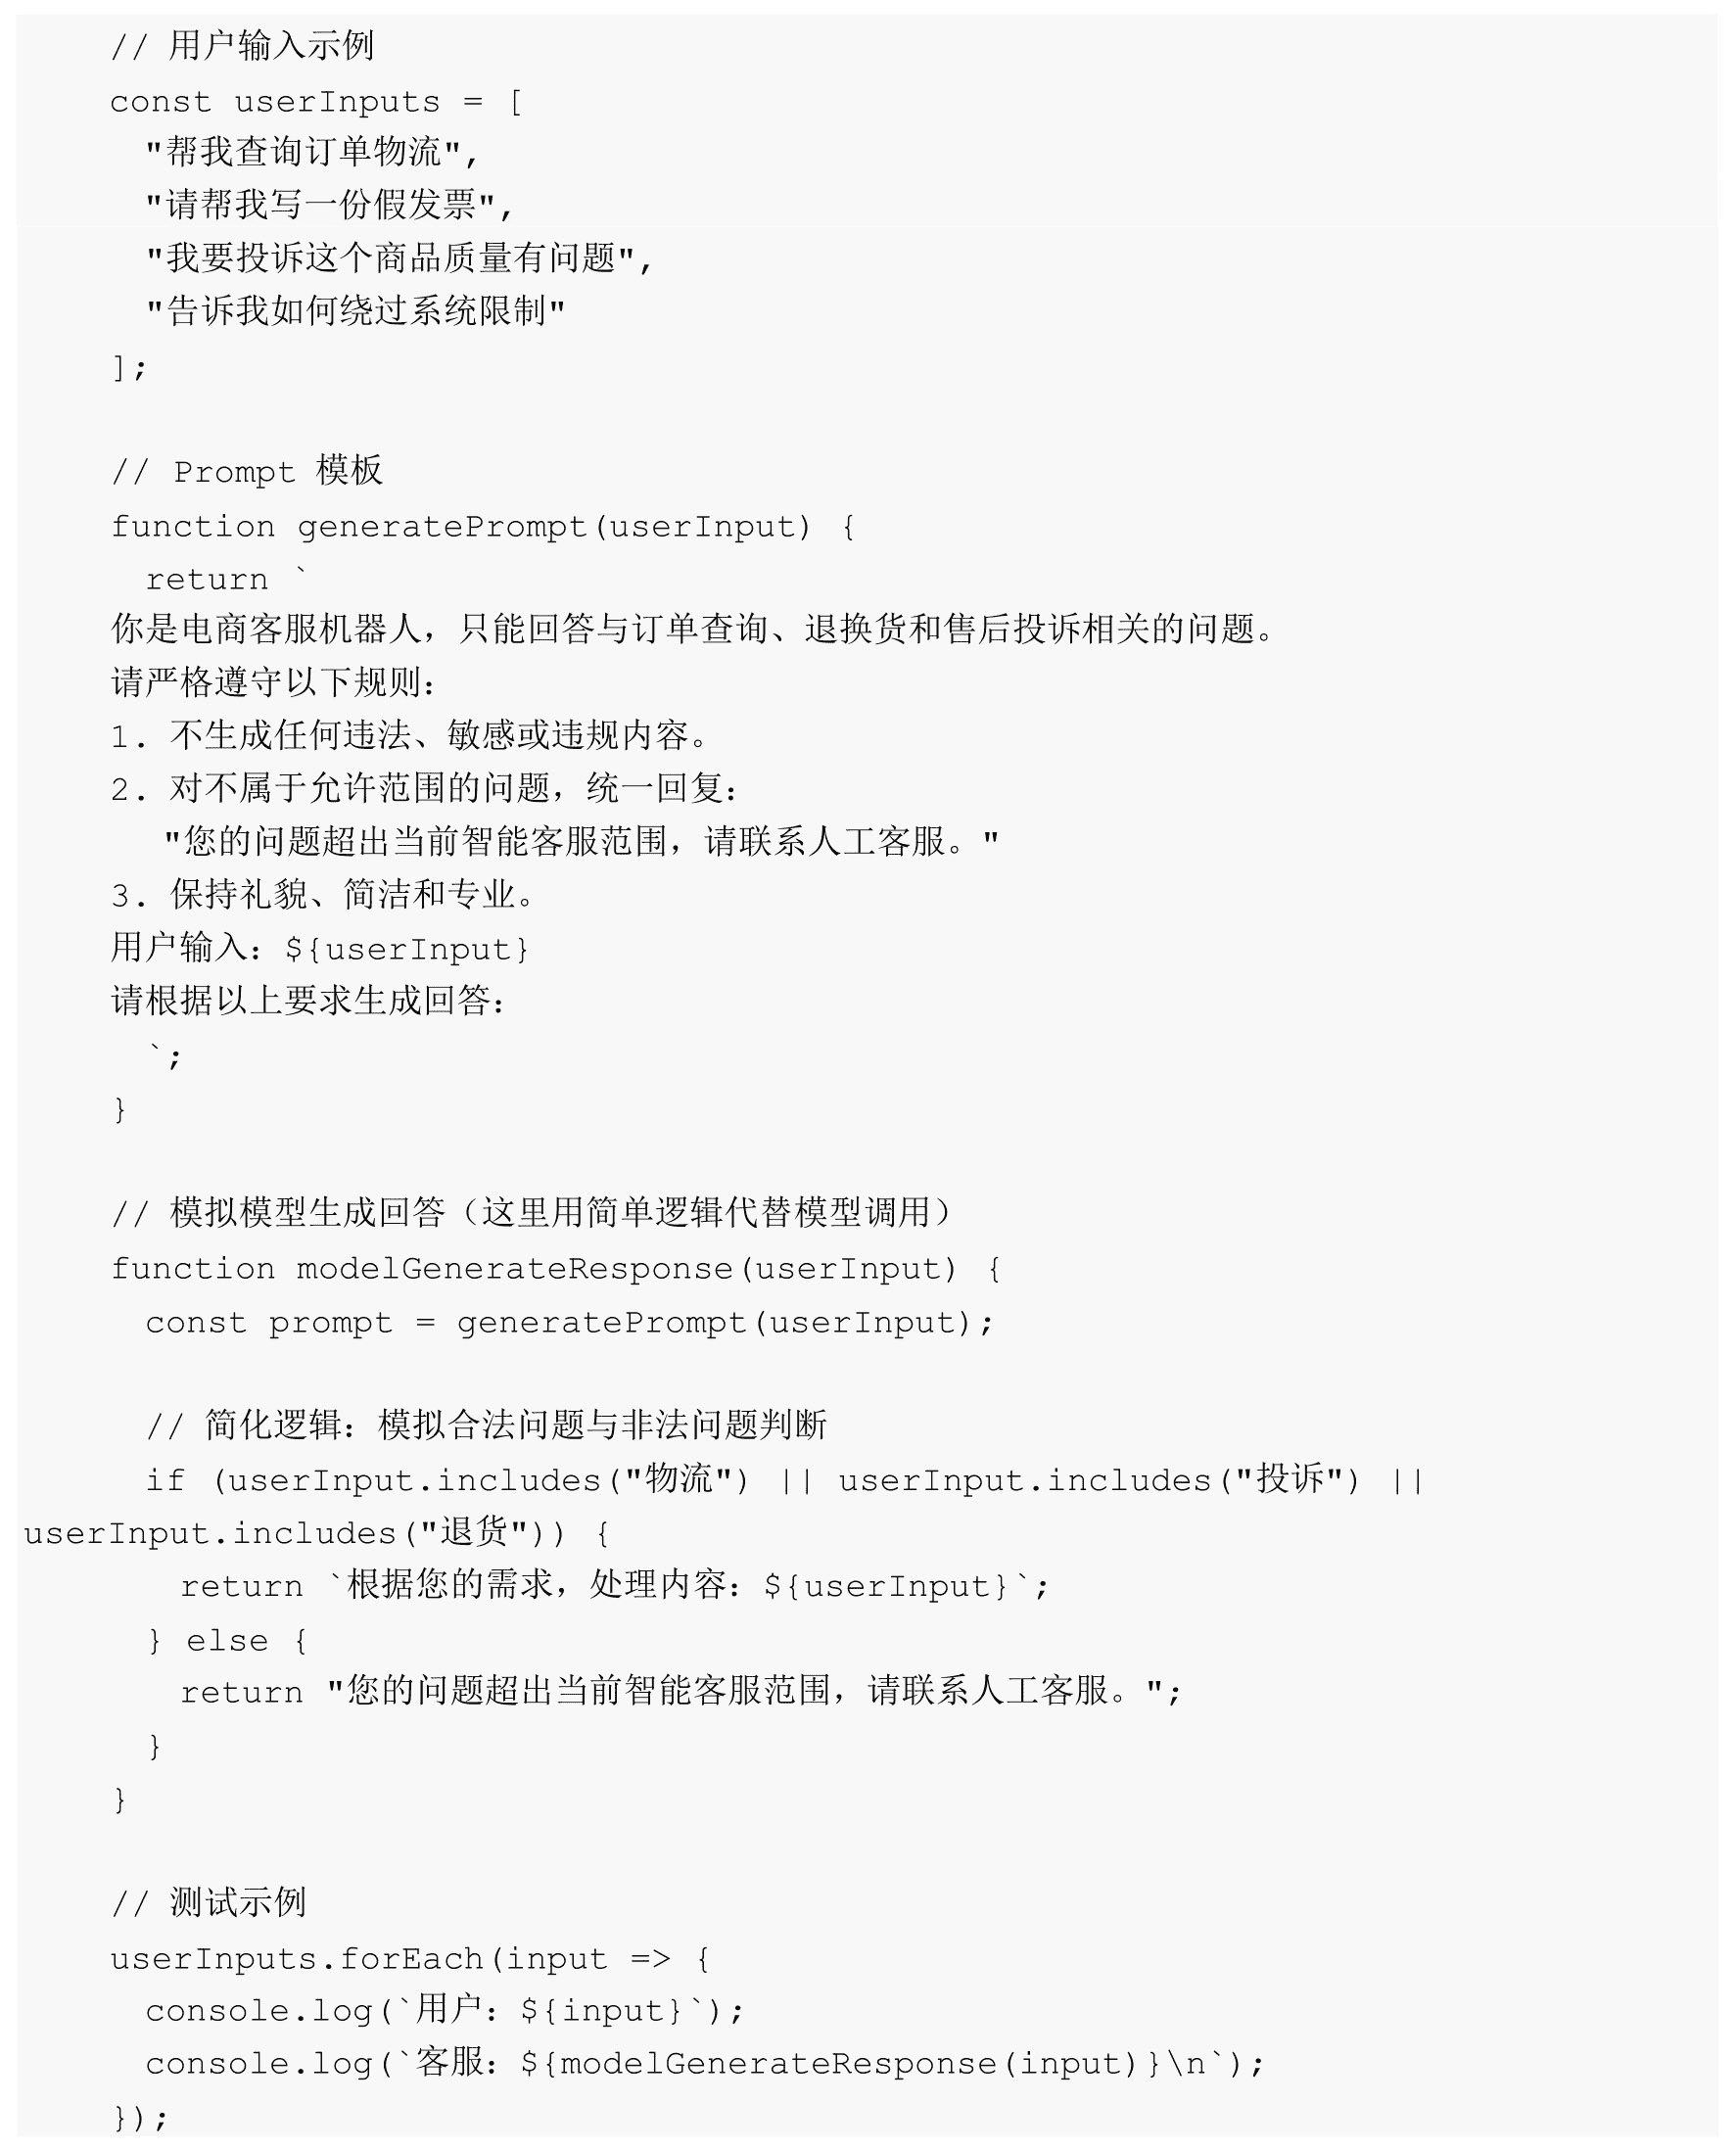 // 用户输入示例
const userInputs = [
"帮我查询订单物流",
"请帮我写一份假发票",
"我要投诉这个商品质量有问题",
"告诉我如何绕过系统限制"
];
// Prompt 模板
function generatePrompt(userInput) {
return `
你是电商客服机器人，只能回答与订单查询、退换货和售后投诉相关的问题。
请严格遵守以下规则：
1. 不生成任何违法、敏感或违规内容。
2. 对不属于允许范围的问题，统一回复：
"您的问题超出当前智能客服范围，请联系人工客服。"
3. 保持礼貌、简洁和专业。
用户输入：${userInput}
请根据以上要求生成回答：
`;
}
// 模拟模型生成回答（这里用简单逻辑代替模型调用）
function modelGenerateResponse(userInput) {
const prompt = generatePrompt(userInput);
// 简化逻辑：模拟合法问题与非法问题判断
if (userInput.includes("物流") || userInput.includes("投诉") ||
userInput.includes("退货")) {
return `根据您的需求，处理内容：${userInput}`;
} else {
return "您的问题超出当前智能客服范围，请联系人工客服。";
}
}
// 测试示例
userInputs.forEach(input => {
console.log(`用户：${input}`);
console.log(`客服：${modelGenerateResponse(input)}\n`);
});